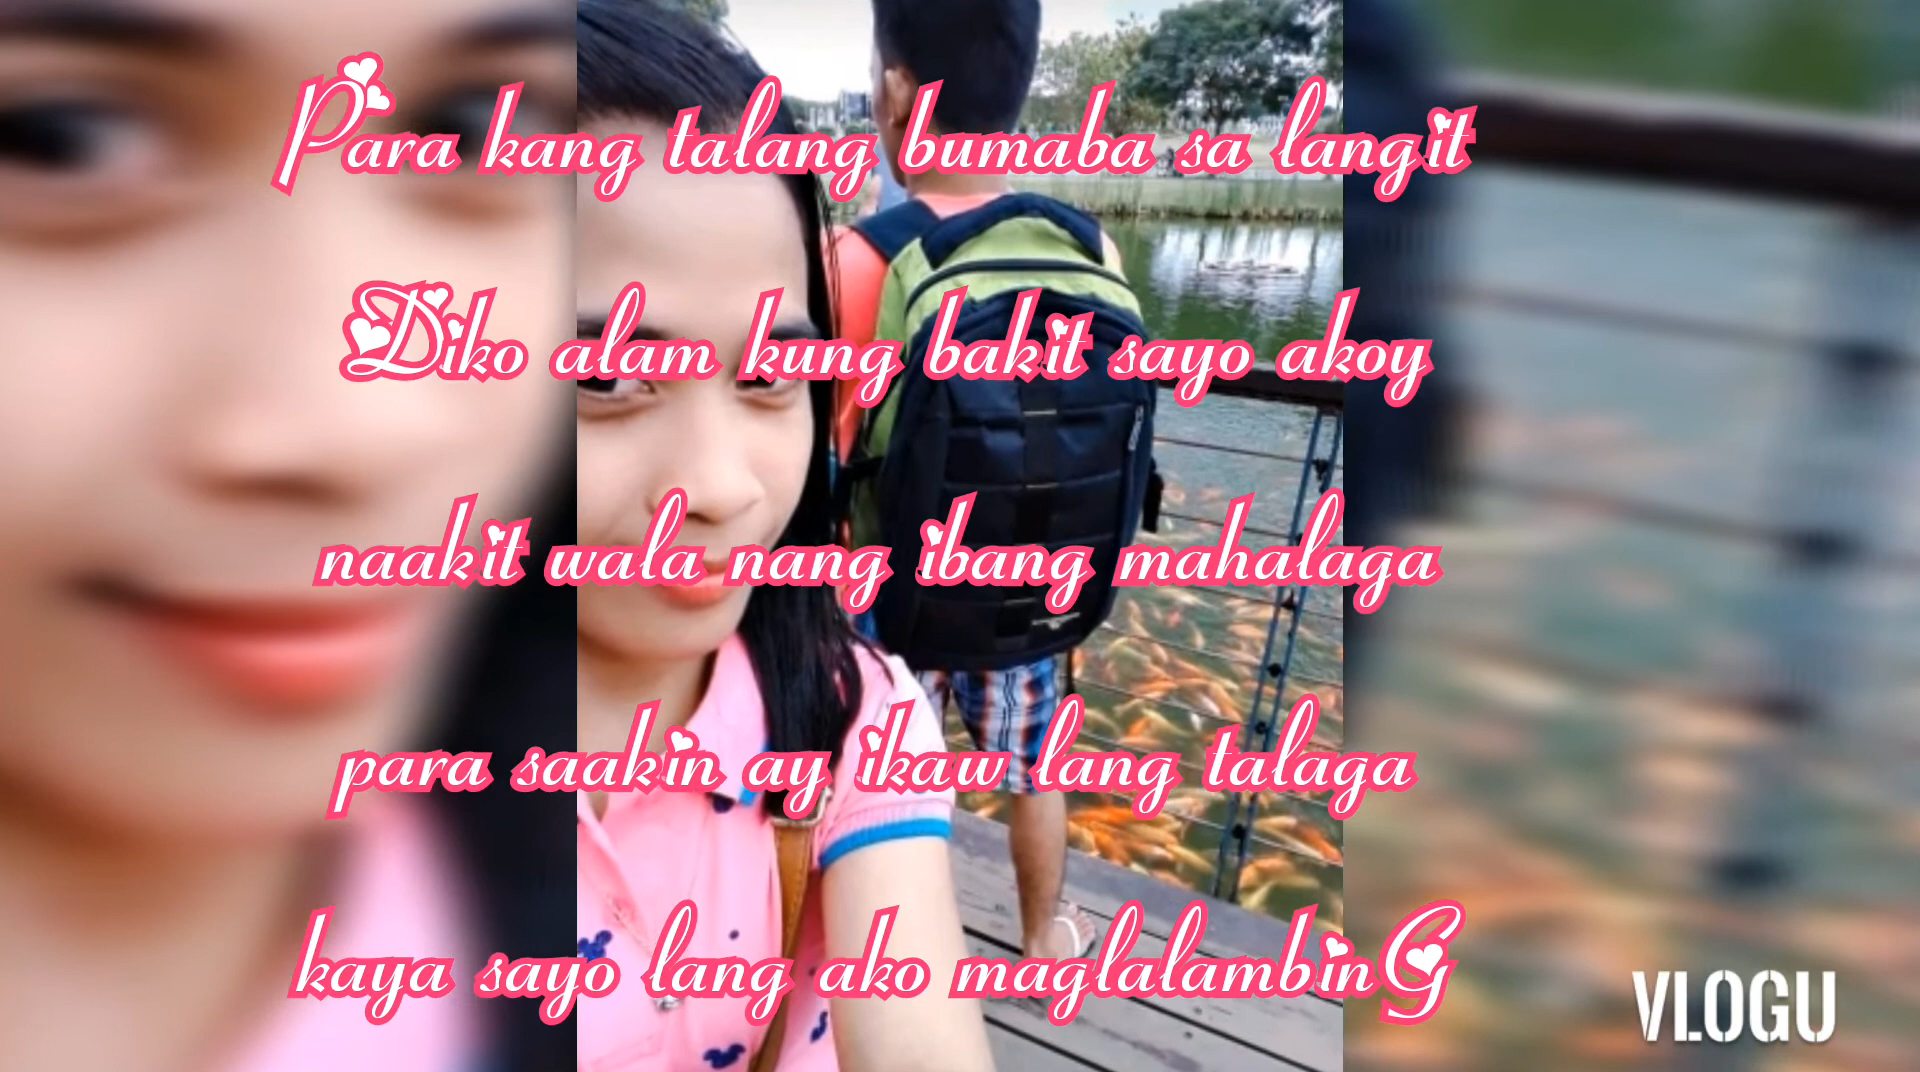 Para kang talang bumaba sa langit
Diko alam kung bakit sayo akoy
naakit wala nang ibang mahalaga
para saakin ay ikaw lang talaga
kaya sayo lang ako maglalambinG
VLOGU